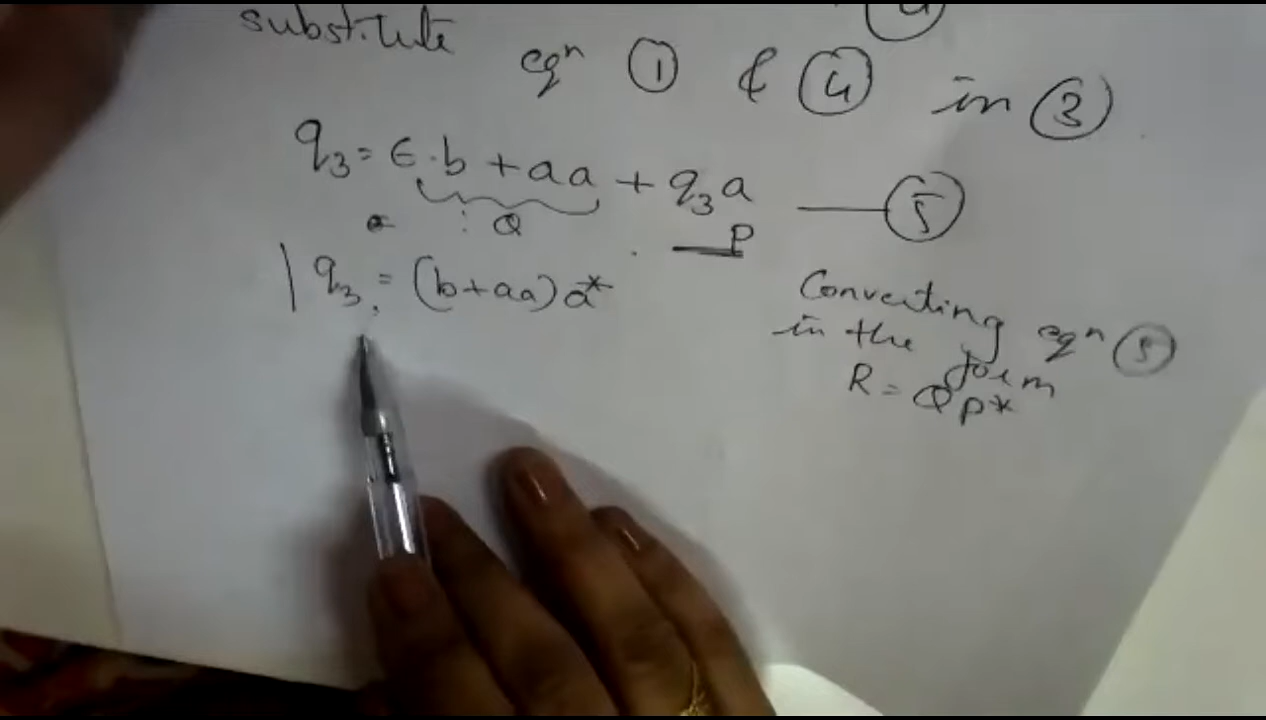 ④
substitute eqⁿ ① & ④ in ③
q₃ = ϵ·b + aa + q₃a —— ⑤
: Q P
q₃ = (b+aa)a*
Converting eqⁿ ⑤
in the form
R = QP*